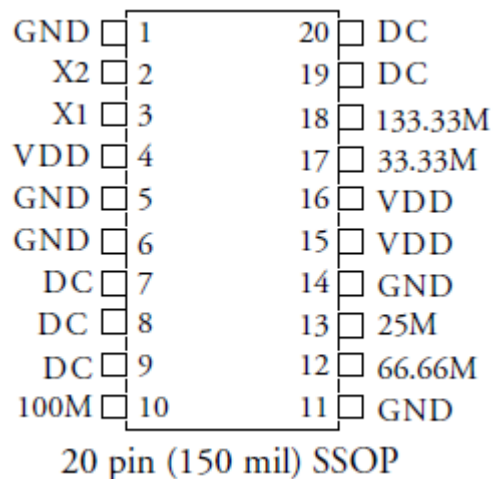 GND 1 20 DC
X2 2 19 DC
X1 3 18 133.33M
VDD 4 17 33.33M
GND 5 16 VDD
GND 6 15 VDD
DC 7 14 GND
DC 8 13 25M
DC 9 12 66.66M
100M 10 11 GND
20 pin (150 mil) SSOP